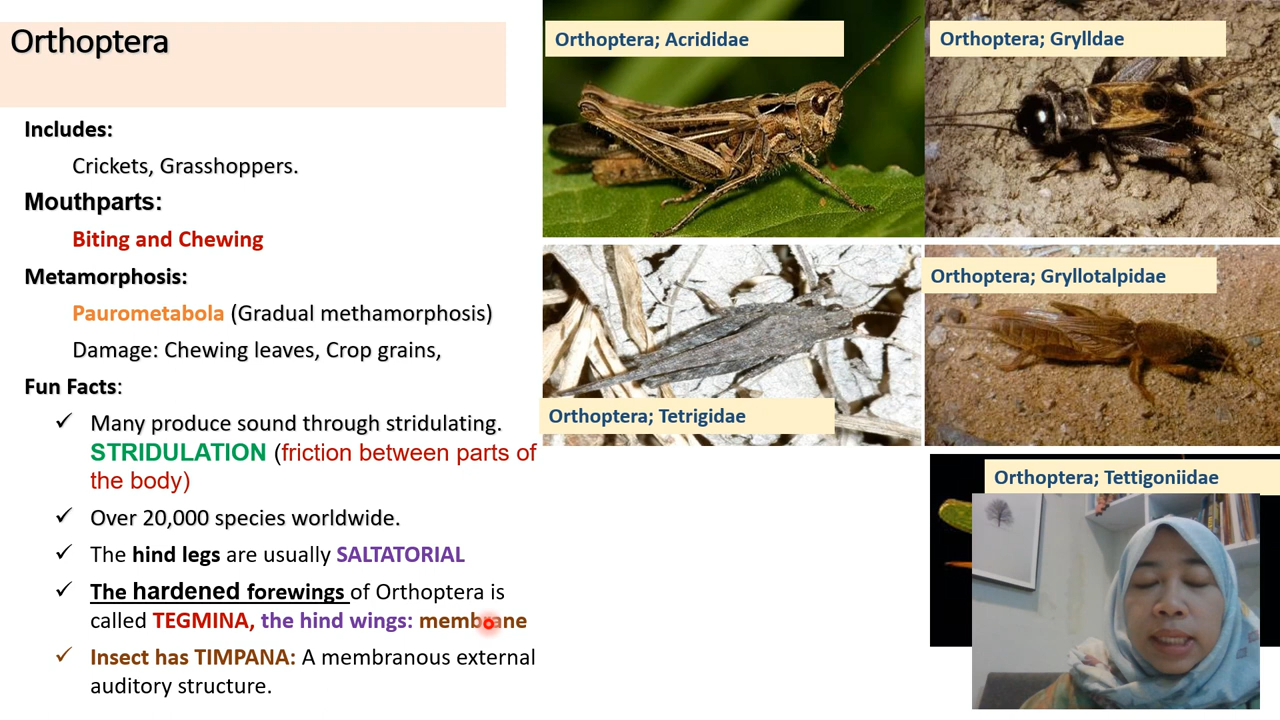 Orthoptera
Includes:
Crickets, Grasshoppers.
Mouthparts:
Biting and Chewing
Metamorphosis:
Paurometabola (Gradual methamorphosis)
Damage: Chewing leaves, Crop grains,
Fun Facts:
✓ Many produce sound through stridulating.
STRIDULATION (friction between parts of
the body)
✓ Over 20,000 species worldwide.
✓ The hind legs are usually SALTATORIAL
✓ The hardened forewings of Orthoptera is
called TEGMINA, the hind wings: membrane
✓ Insect has TIMPANA: A membranous external
auditory structure.
Orthoptera; Acrididae
Orthoptera; Grylldae
Orthoptera; Tetrigidae
Orthoptera; Gryllotalpidae
Orthoptera; Tettigoniidae